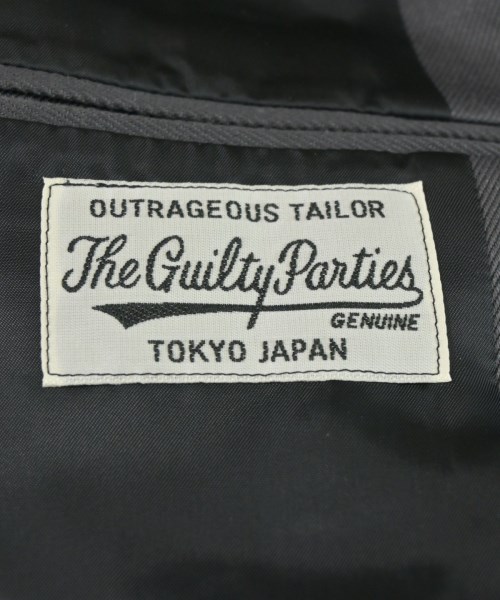 OUTRAGEOUS TAILOR
The Guilty Parties
GENUINE
TOKYO JAPAN